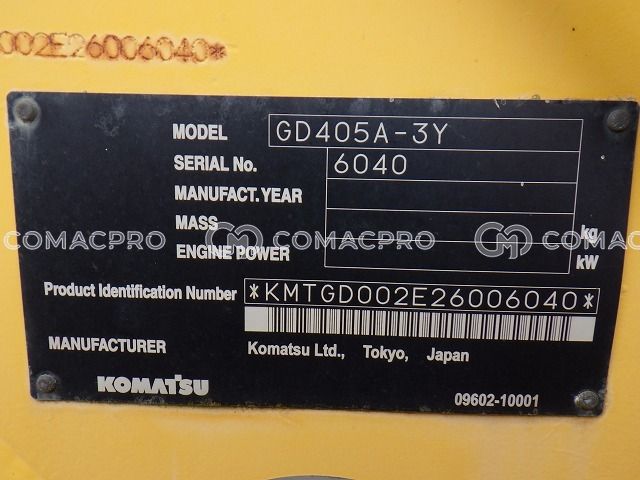 002E26006040*
MODEL GD405A-3Y
SERIAL No. 6040
MANUFACT. YEAR
MASS kg
COMACPRO COMACPRO COMACPRO
ENGINE POWER kW
Product Identification Number *KMTGD002E26006040*
MANUFACTURER Komatsu Ltd., Tokyo, Japan
KOMATSU 09602-10001